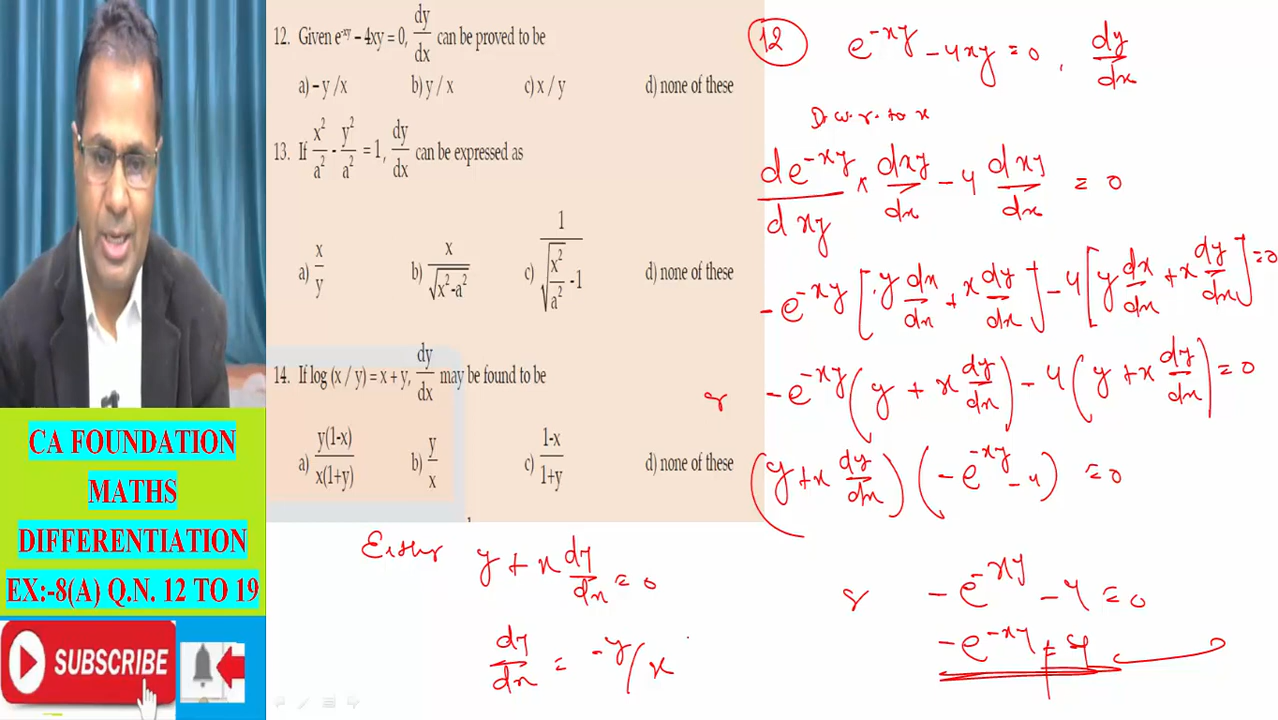 12. Given e^-xy – 4xy = 0, dy/dx can be proved to be
a) – y /x b) y / x c) x / y d) none of these
13. If x²/a² - y²/a² = 1, dy/dx can be expressed as
a) x/y b) x/√(x²-a²) c) 1/√(x²/a² -1) d) none of these
14. If log (x / y) = x + y, dy/dx may be found to be
a) y(1-x)/x(1+y) b) y/x c) 1-x/1+y d) none of these
12 e^-xy - 4xy = 0, dy/dx
D. w. r. to x
de^-xy/dxy × dxy/dx - 4 dxy/dx = 0
-e^-xy [y dx/dx + x dy/dx] - 4 [y dx/dx + x dy/dx] = 0
-e^-xy (y + x dy/dx) - 4 (y + x dy/dx) = 0
(y + x dy/dx) (-e^-xy - 4) = 0
Either y + x dy/dx = 0
dy/dx = -y/x
-e^-xy - 4 = 0
-e^-xy = 4
CA FOUNDATION
MATHS
DIFFERENTIATION
EX:-8(A) Q.N. 12 TO 19
SUBSCRIBE